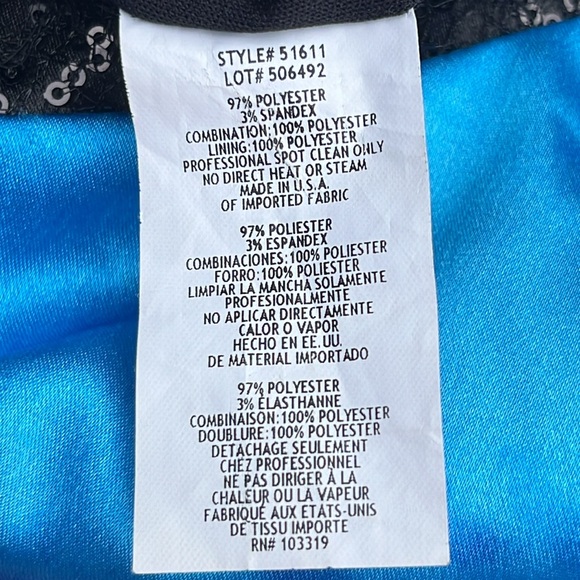 STYLE# 51611
LOT# 506492
97% POLYESTER
3% SPANDEX
COMBINATION:100% POLYESTER
LINING:100% POLYESTER
PROFESSIONAL SPOT CLEAN ONLY
NO DIRECT HEAT OR STEAM
MADE IN U.S.A.
OF IMPORTED FABRIC
97% POLIESTER
3% ESPANDEX
COMBINACIONES:100% POLIESTER
FORRO:100% POLIESTER
LIMPIAR LA MANCHA SOLAMENTE
PROFESIONALMENTE
NO APLICAR DIRECTAMENTE
CALOR O VAPOR
HECHO EN EE.UU.
DE MATERIAL IMPORTADO
97% POLYESTER
3% ÉLASTHANNE
COMBINAISON:100% POLYESTER
DOUBLURE:100% POLYESTER
DETACHAGE SEULEMENT
CHEZ PROFESSIONNEL
NE PAS DIRIGER À LA
CHALEUR OU LA VAPEUR
FABRIQUÉ AUX ETATS-UNIS
DE TISSU IMPORTE
RN# 103319